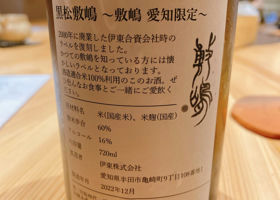 黒松敷嶋 ～敷嶋 愛知限定～
2000年に廃業した伊東合資会社時の
ラベルを復刻しました。
かつての敷嶋を知っている方には懐
かしいラベルとなっております。
酒造適合米100%利用のこのお酒。ぜ
ひともなんなりお食事とご一緒にご愛飲く
敷嶋
原材料名 米(国産米)、米麹(国産)
精米歩合 60%
アルコール 16%
内容量 720ml
伊東株式会社
愛知県半田市亀崎町9丁目108番地
2022年12月